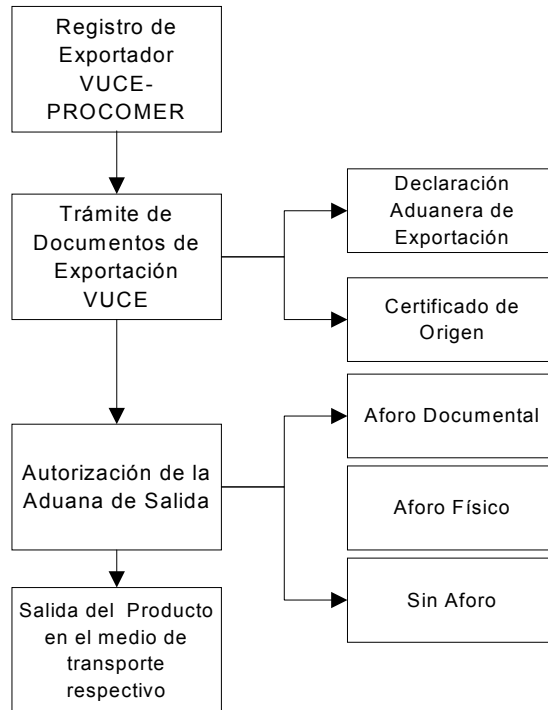 Registro de
Exportador
VUCE-
PROCOMER
Trámite de
Documentos de
Exportación
VUCE
Declaración
Aduanera de
Exportación
Certificado de
Origen
Autorización de la
Aduana de Salida
Aforo Documental
Aforo Físico
Sin Aforo
Salida del Producto
en el medio de
transporte
respectivo